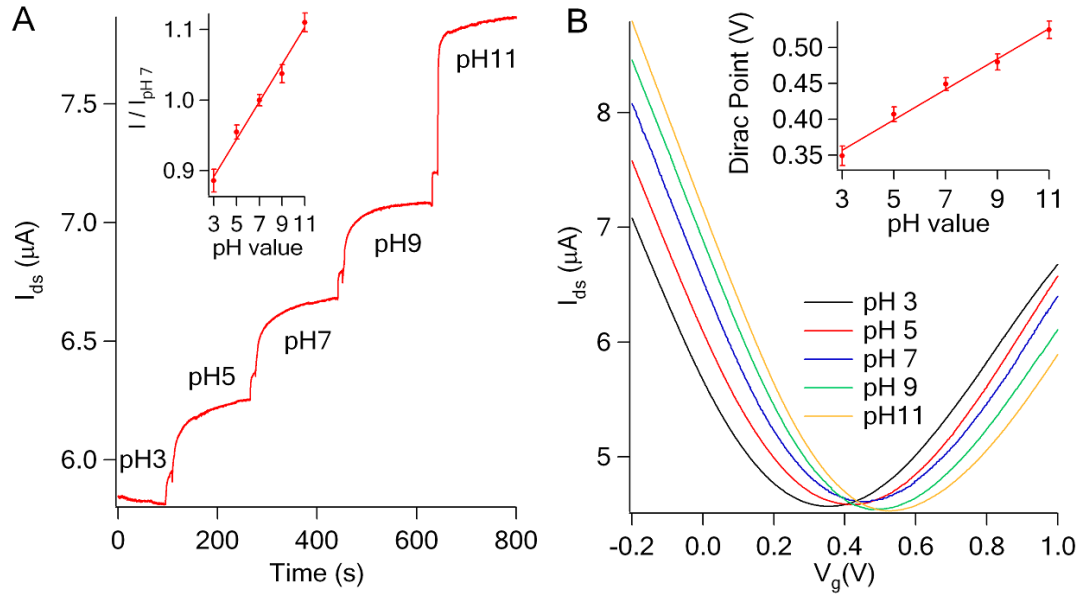 A
I / I pH 7
1.1
1.0
0.9
3 5 7 9 11
pH value
pH3
pH5
pH7
pH9
pH11
Ids (µA)
7.5
7.0
6.5
6.0
0 200 400 600 800
Time (s)
B
Dirac Point (V)
0.50
0.45
0.40
0.35
3 5 7 9 11
pH value
Ids (µA)
8
7
6
5
pH 3
pH 5
pH 7
pH 9
pH11
-0.2 0.0 0.2 0.4 0.6 0.8 1.0
Vg(V)